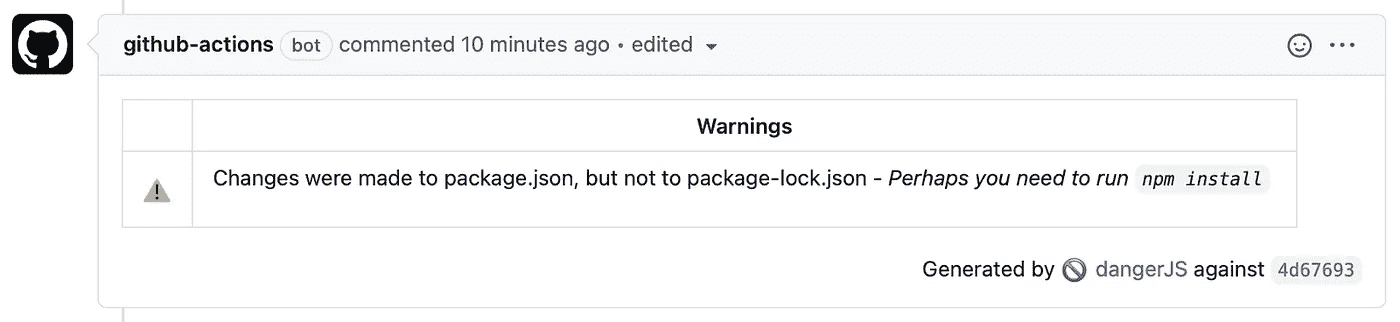 github-actions bot commented 10 minutes ago • edited
Warnings
Changes were made to package.json, but not to package-lock.json - Perhaps you need to run npm install
Generated by 🚫 dangerJS against 4d67693